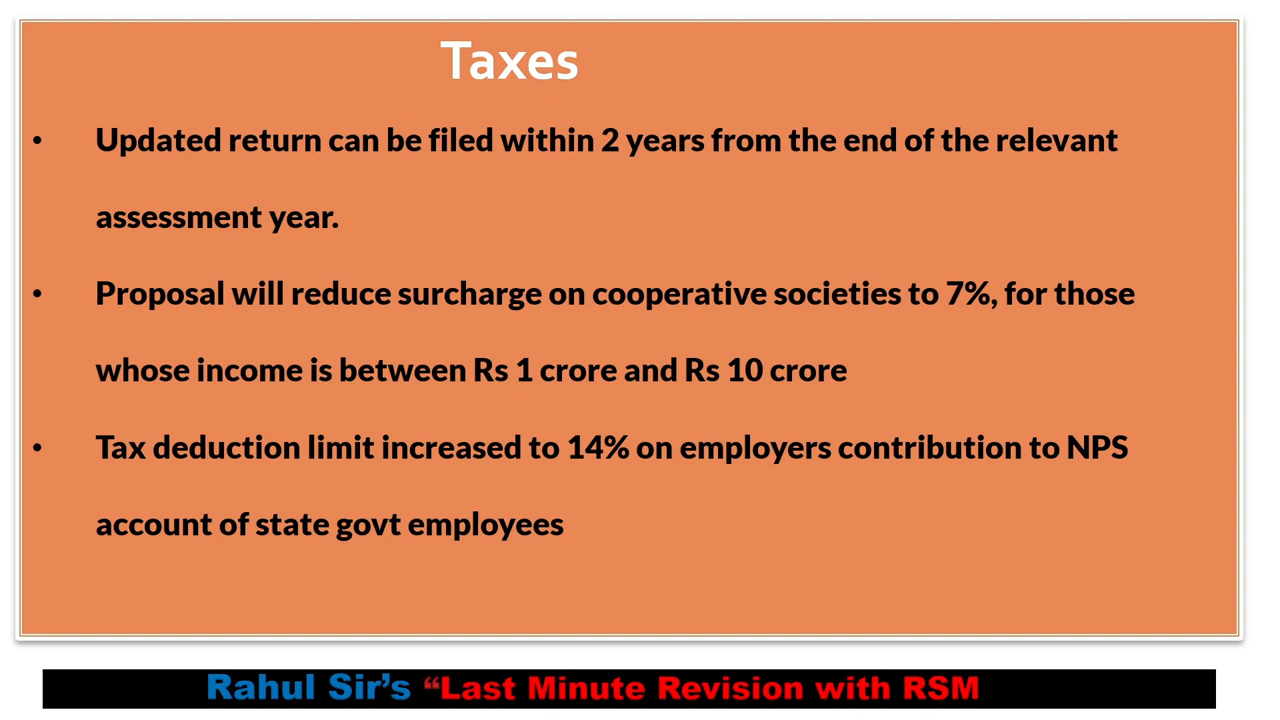 Taxes
• Updated return can be filed within 2 years from the end of the relevant
assessment year.
• Proposal will reduce surcharge on cooperative societies to 7%, for those
whose income is between Rs 1 crore and Rs 10 crore
• Tax deduction limit increased to 14% on employers contribution to NPS
account of state govt employees
Rahul Sir's “Last Minute Revision with RSM